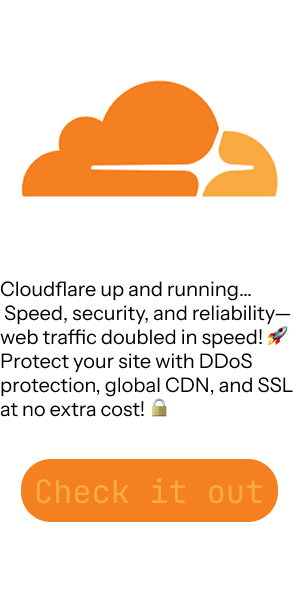 Cloudflare up and running...
Speed, security, and reliability—
web traffic doubled in speed! 🚀
Protect your site with DDoS
protection, global CDN, and SSL
at no extra cost! 🔒
Check it out